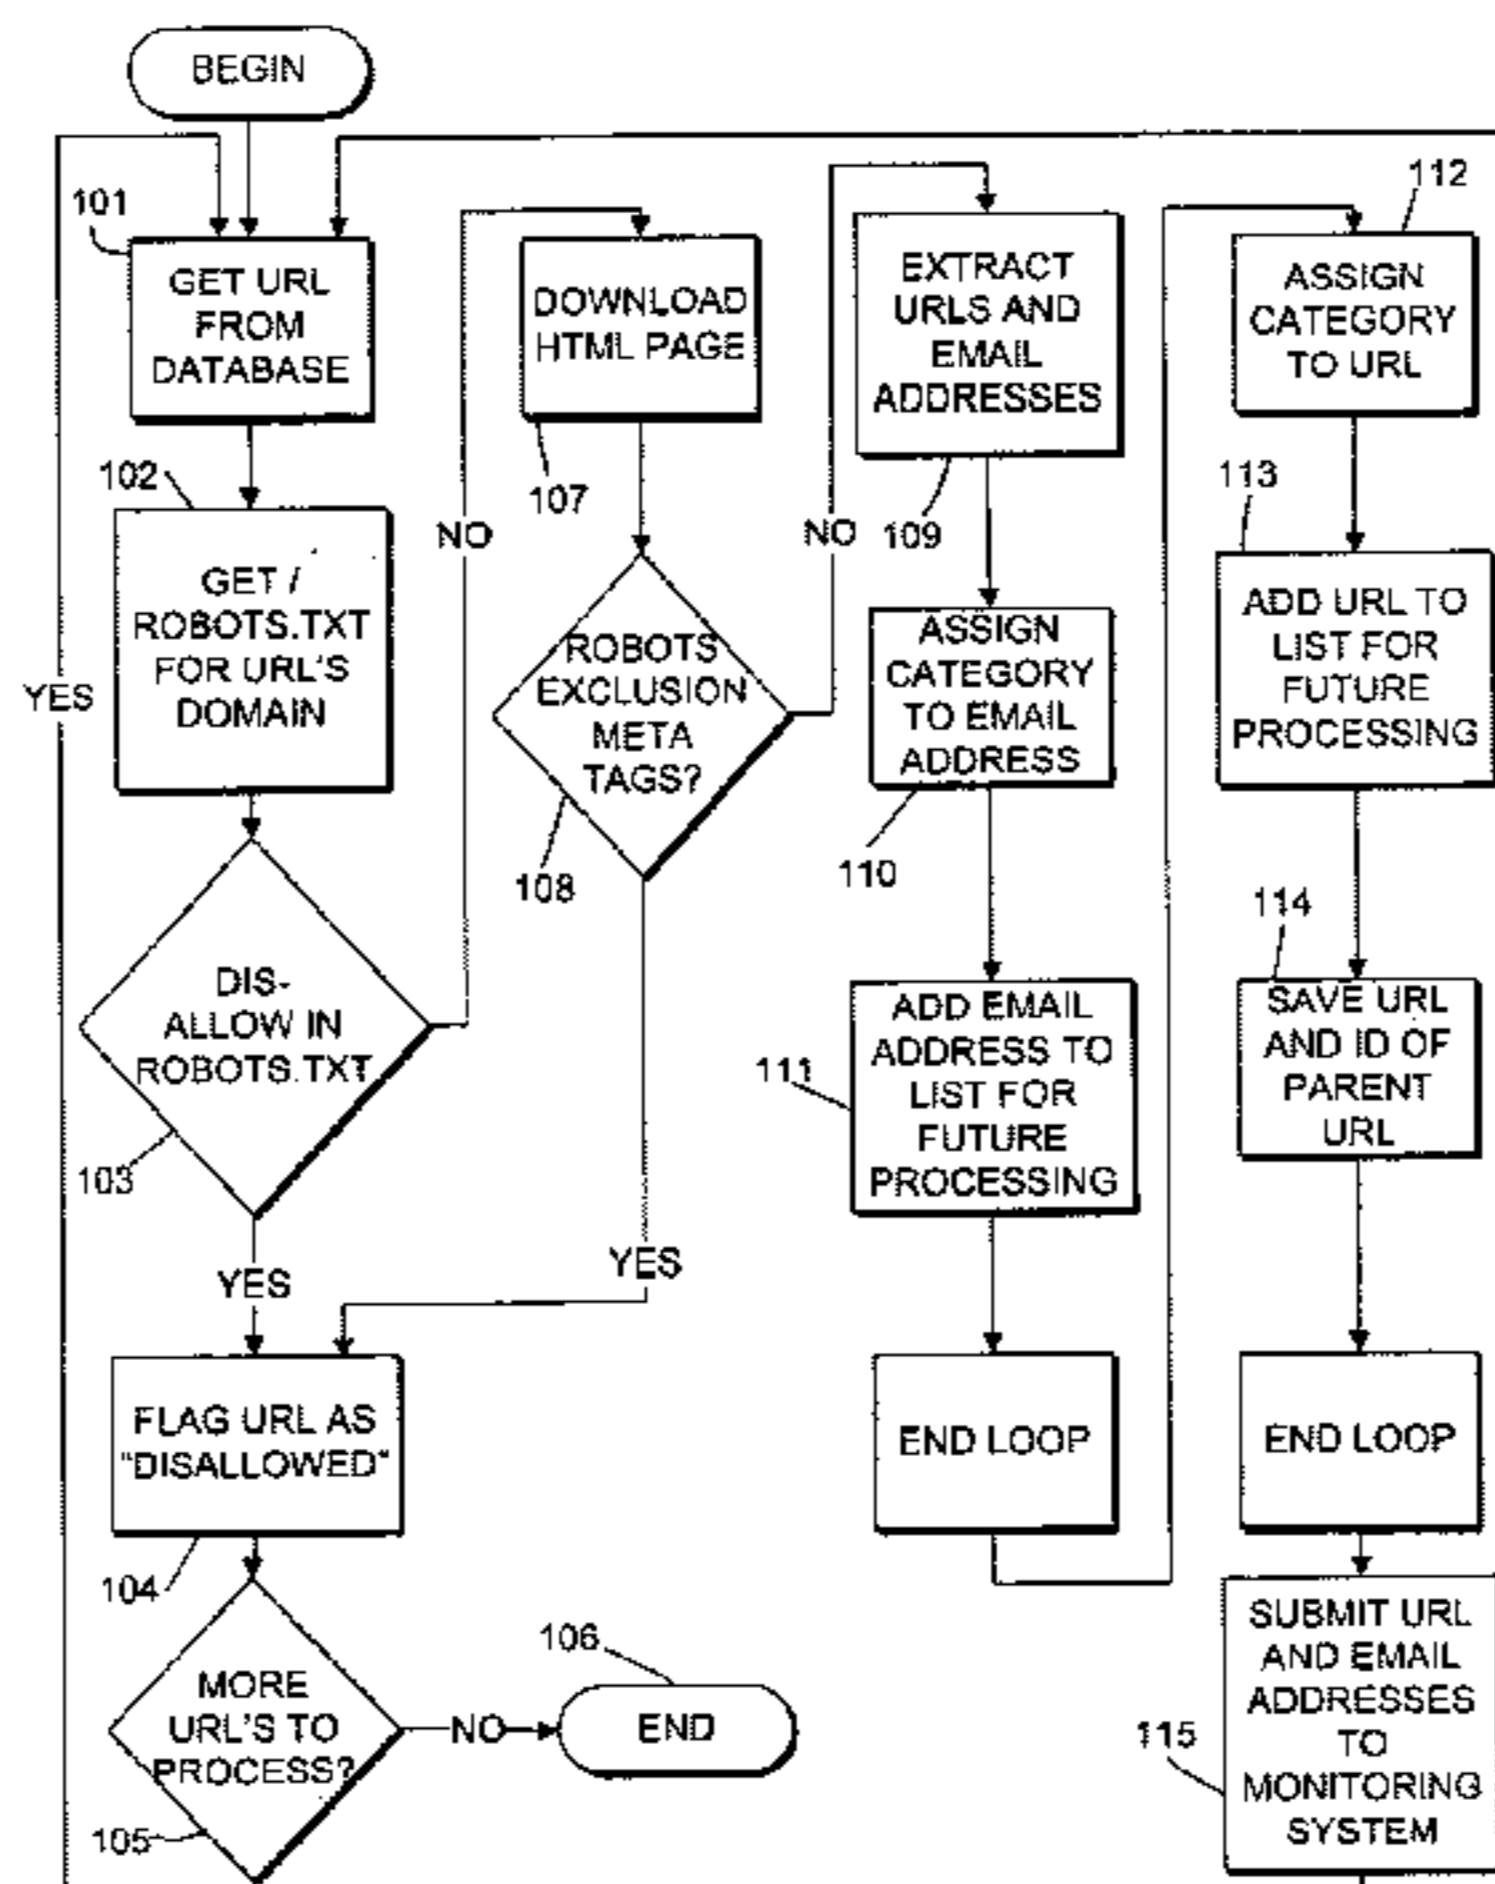 BEGIN
101
GET URL
FROM
DATABASE
102
GET /
ROBOTS.TXT
FOR URL'S
DOMAIN
YES
DIS-
ALLOW IN
ROBOTS.TXT
103
YES
FLAG URL AS
"DISALLOWED"
104
MORE
URL'S TO
PROCESS?
105
NO
106
END
NO
DOWNLOAD
HTML PAGE
107
ROBOTS
EXCLUSION
META
TAGS?
108
YES
NO
EXTRACT
URLS AND
EMAIL
ADDRESSES
109
ASSIGN
CATEGORY
TO EMAIL
ADDRESS
110
ADD EMAIL
ADDRESS TO
LIST FOR
FUTURE
PROCESSING
111
END LOOP
112
ASSIGN
CATEGORY
TO URL
113
ADD URL TO
LIST FOR
FUTURE
PROCESSING
114
SAVE URL
AND ID OF
PARENT
URL
END LOOP
SUBMIT URL
AND EMAIL
ADDRESSES
TO
MONITORING
SYSTEM
115